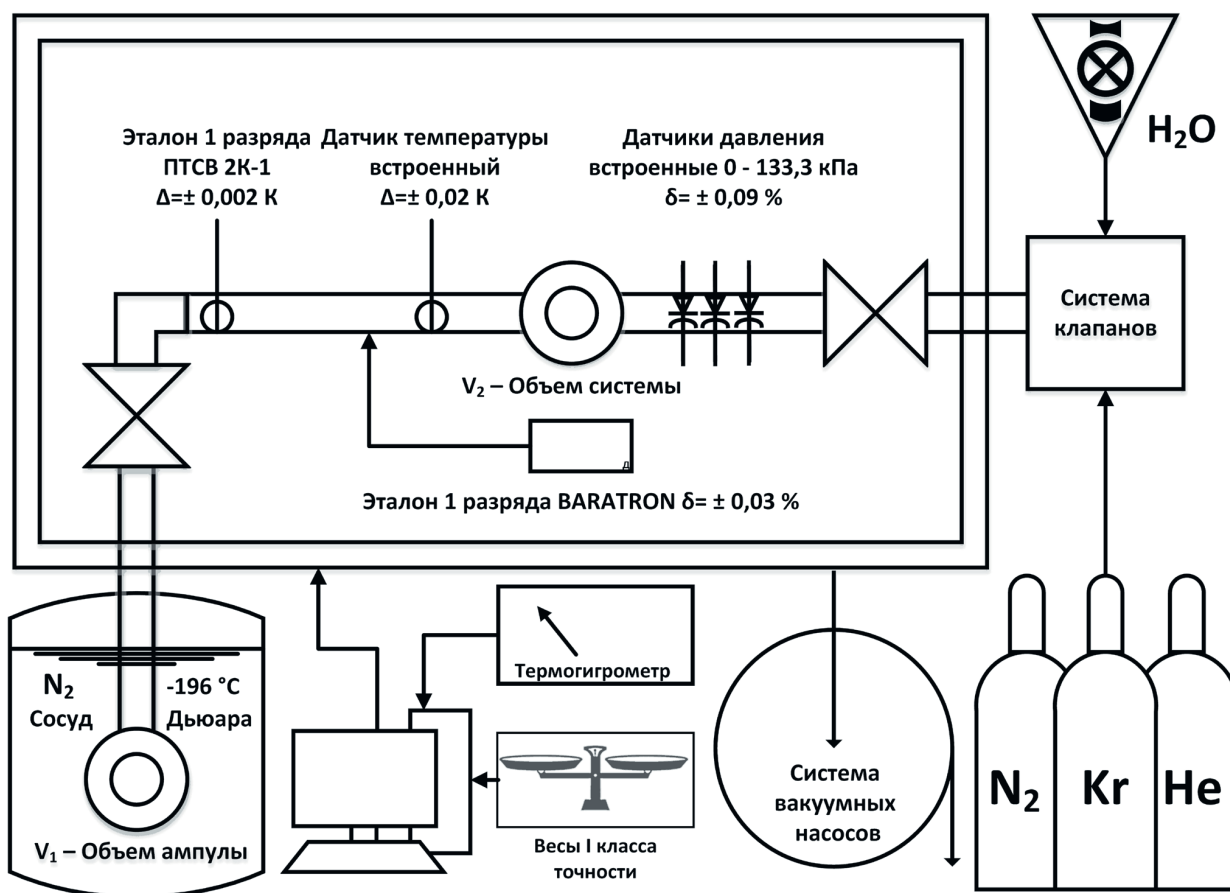 Эталон 1 разряда
ПТСВ 2К-1
Δ=± 0,002 К
Датчик температуры
встроенный
Δ=± 0,02 К
Датчики давления
встроенные 0 - 133,3 кПа
δ= ± 0,09 %
H₂O
Система
клапанов
V₂ – Объем системы
д
Эталон 1 разряда BARATRON δ= ± 0,03 %
N₂
Сосуд
-196 °C
Дьюара
V₁ – Объем ампулы
Термогигрометр
Весы I класса
точности
Система
вакуумных
насосов
N₂
Kr
He